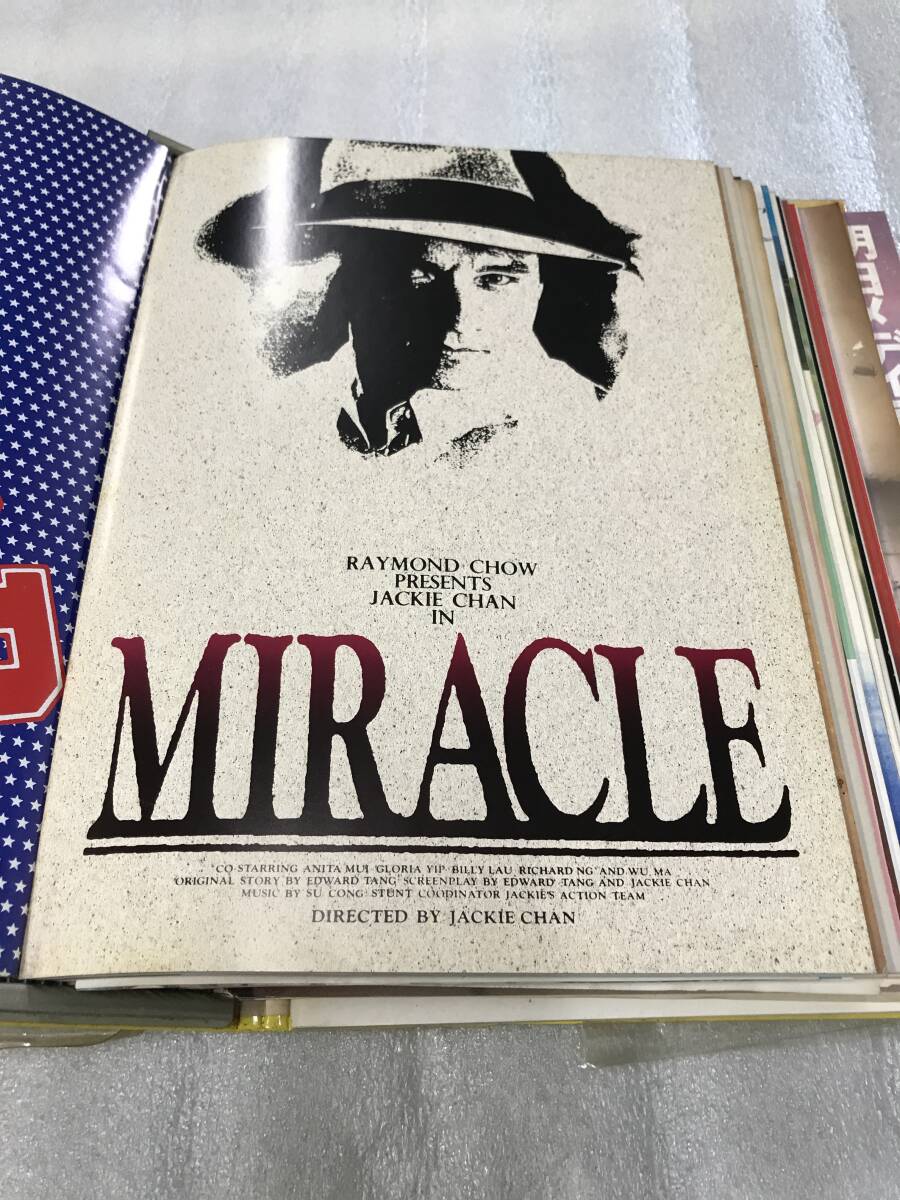 RAYMOND CHOW
PRESENTS
JACKIE CHAN
IN
MIRACLE
CO-STARRING ANITA MUI GLORIA YIP BILLY LAU RICHARD NG AND WU MA
ORIGINAL STORY BY EDWARD TANG SCREENPLAY BY EDWARD TANG AND JACKIE CHAN
MUSIC BY SU CONG STUNT COODINATOR JACKIE'S ACTION TEAM
DIRECTED BY JACKIE CHAN